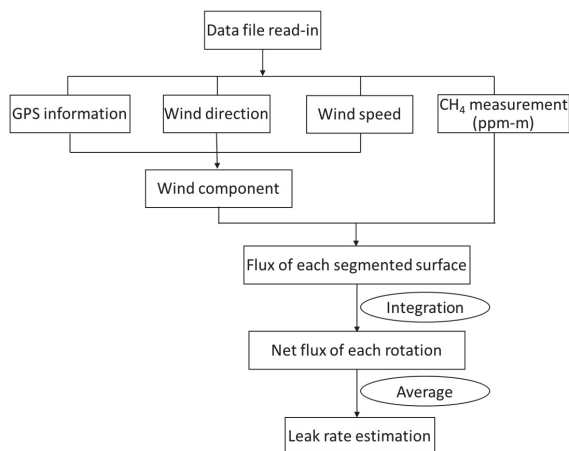 Data file read-in
GPS information
Wind direction
Wind speed
CH₄ measurement
(ppm-m)
Wind component
Flux of each segmented surface
Integration
Net flux of each rotation
Average
Leak rate estimation